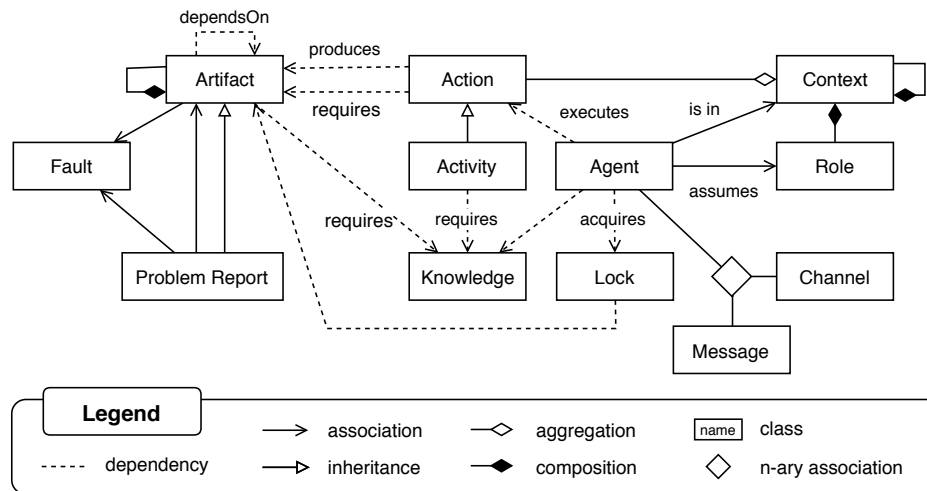 dependsOn
produces
Artifact
Action
Context
requires
executes
is in
Fault
Activity
Agent
Role
assumes
requires
requires
acquires
Problem Report
Knowledge
Lock
Channel
Message
Legend
association
aggregation
name
class
dependency
inheritance
composition
n-ary association